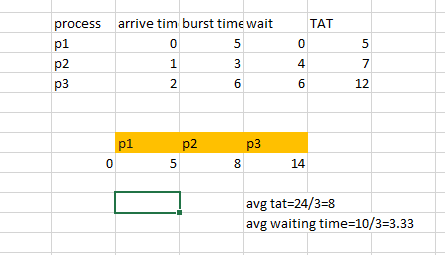 process arrive tim burst time wait TAT
p1 0 5 0 5
p2 1 3 4 7
p3 2 6 6 12
p1 p2 p3
0 5 8 14
avg tat=24/3=8
avg waiting time=10/3=3.33